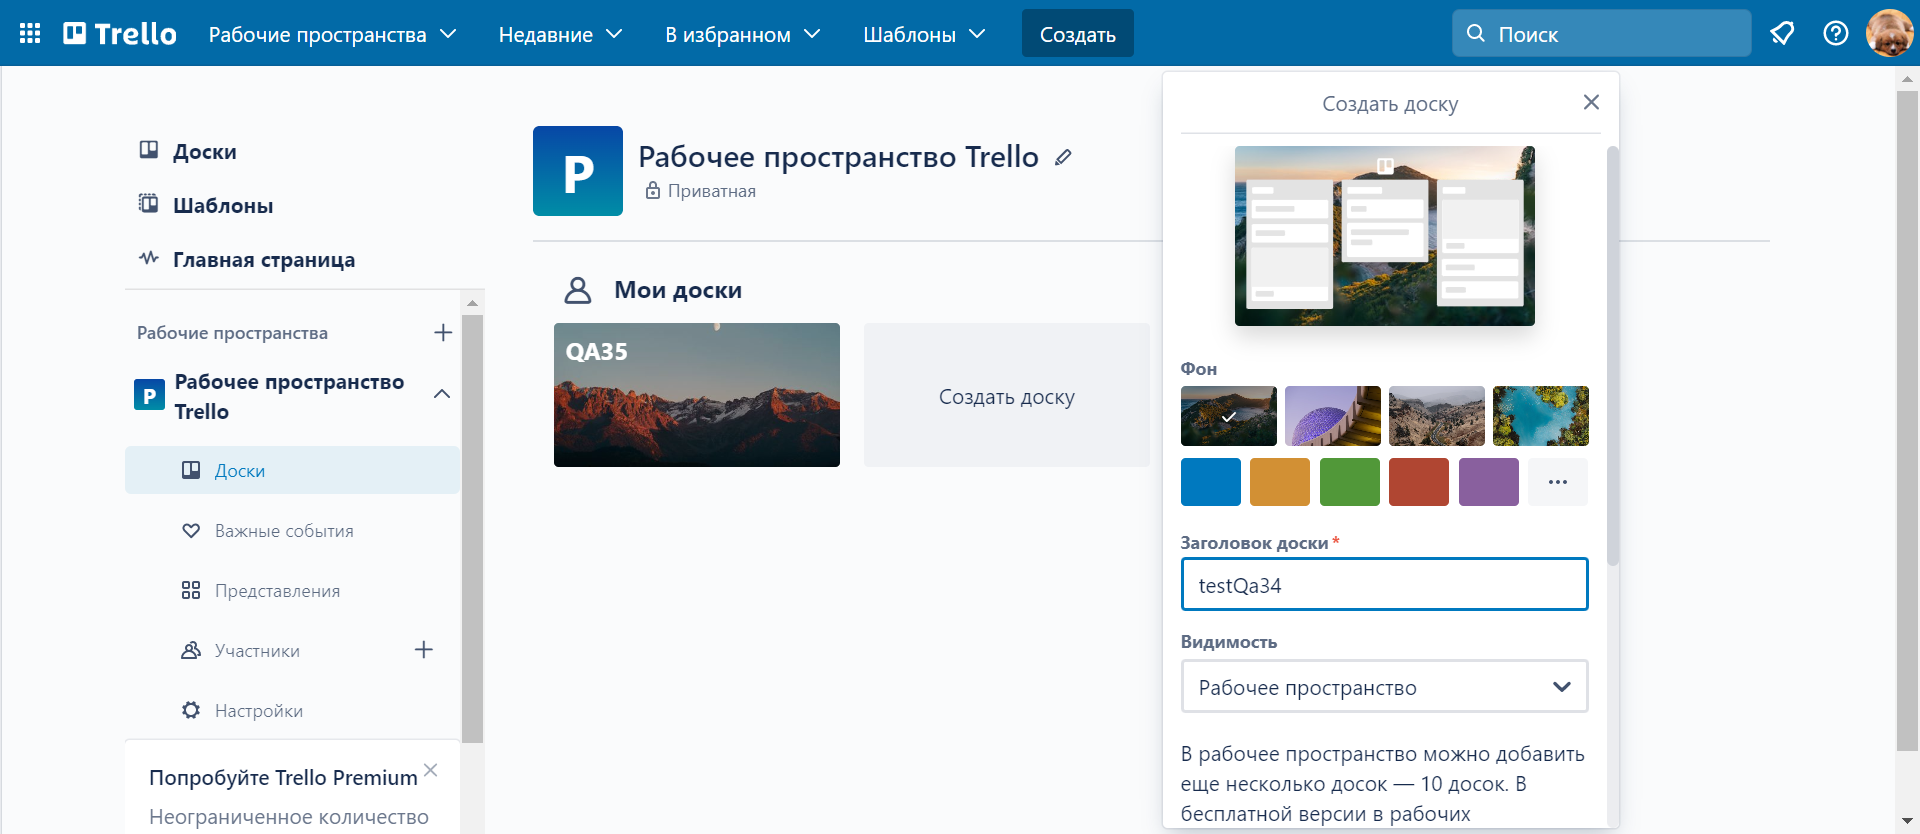 Trello
Рабочие пространства
Недавние
В избранном
Шаблоны
Создать
Поиск
Доски
Шаблоны
Главная страница
Рабочие пространства
P
Рабочее пространство
Trello
Доски
Важные события
Представления
Участники
Настройки
Попробуйте Trello Premium
Неограниченное количество
P
Рабочее пространство Trello
Приватная
Мои доски
QA35
Создать доску
Создать доску
Фон
Заголовок доски *
testQa34
Видимость
Рабочее пространство
В рабочее пространство можно добавить
еще несколько досок — 10 досок. В
бесплатной версии в рабочих